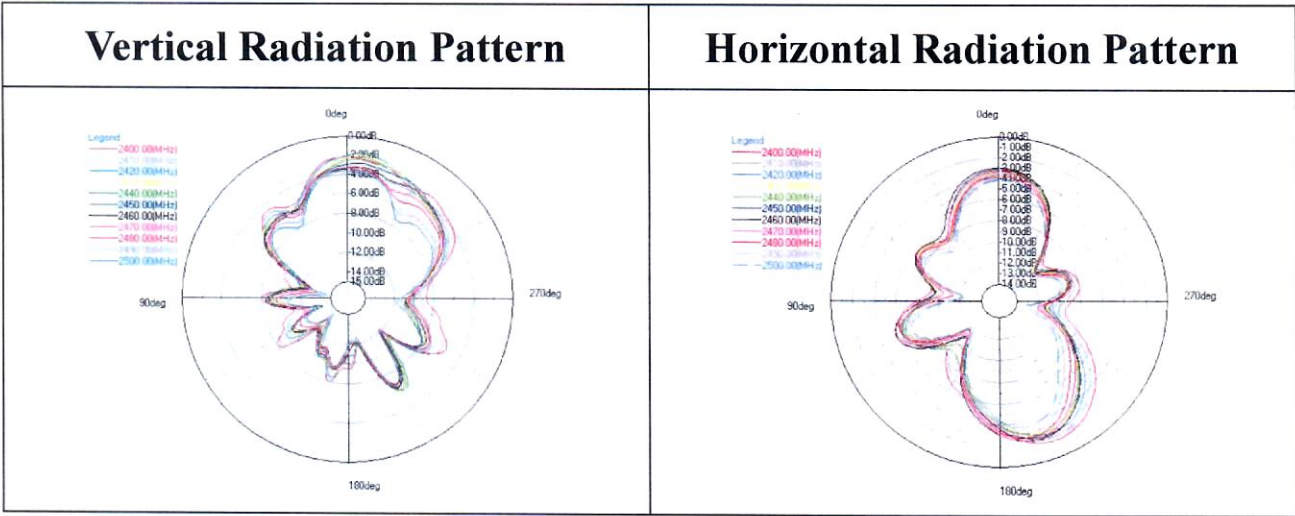 Vertical Radiation Pattern
Horizontal Radiation Pattern
0deg
Legend
2400.00(MHz)
2420.00(MHz)
2440.00(MHz)
2450.00(MHz)
2460.00(MHz)
2470.00(MHz)
2480.00(MHz)
2500.00(MHz)
0.00dB
-2.00dB
-4.00dB
-6.00dB
-8.00dB
-10.00dB
-12.00dB
-14.00dB
-15.00dB
90deg
270deg
180deg
0deg
Legend
2400.00(MHz)
2420.00(MHz)
2440.00(MHz)
2450.00(MHz)
2460.00(MHz)
2470.00(MHz)
2480.00(MHz)
2500.00(MHz)
0.00dB
-1.00dB
-2.00dB
-5.00dB
-6.00dB
-7.00dB
-8.00dB
-9.00dB
-10.00dB
-11.00dB
-12.00dB
-13.00dB
-14.00dB
90deg
270deg
180deg